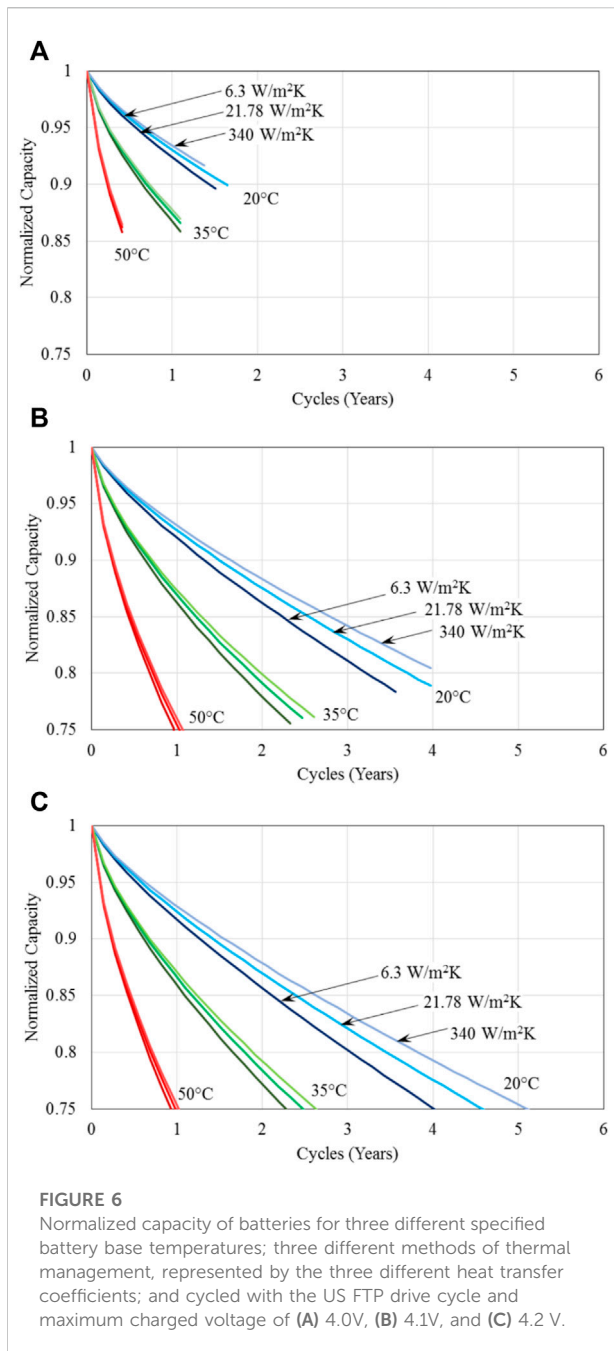 A
1
0.95
0.9
0.85
0.8
0.75
Normalized Capacity
6.3 W/m²K
21.78 W/m²K
340 W/m²K
20°C
35°C
50°C
0 1 2 3 4 5 6
Cycles (Years)
B
1
0.95
0.9
0.85
0.8
0.75
Normalized Capacity
6.3 W/m²K
21.78 W/m²K
340 W/m²K
20°C
35°C
50°C
0 1 2 3 4 5 6
Cycles (Years)
C
1
0.95
0.9
0.85
0.8
0.75
Normalized Capacity
6.3 W/m²K
21.78 W/m²K
340 W/m²K
20°C
35°C
50°C
0 1 2 3 4 5 6
Cycles (Years)
FIGURE 6
Normalized capacity of batteries for three different specified
battery base temperatures; three different methods of thermal
management, represented by the three different heat transfer
coefficients; and cycled with the US FTP drive cycle and
maximum charged voltage of (A) 4.0V, (B) 4.1V, and (C) 4.2 V.